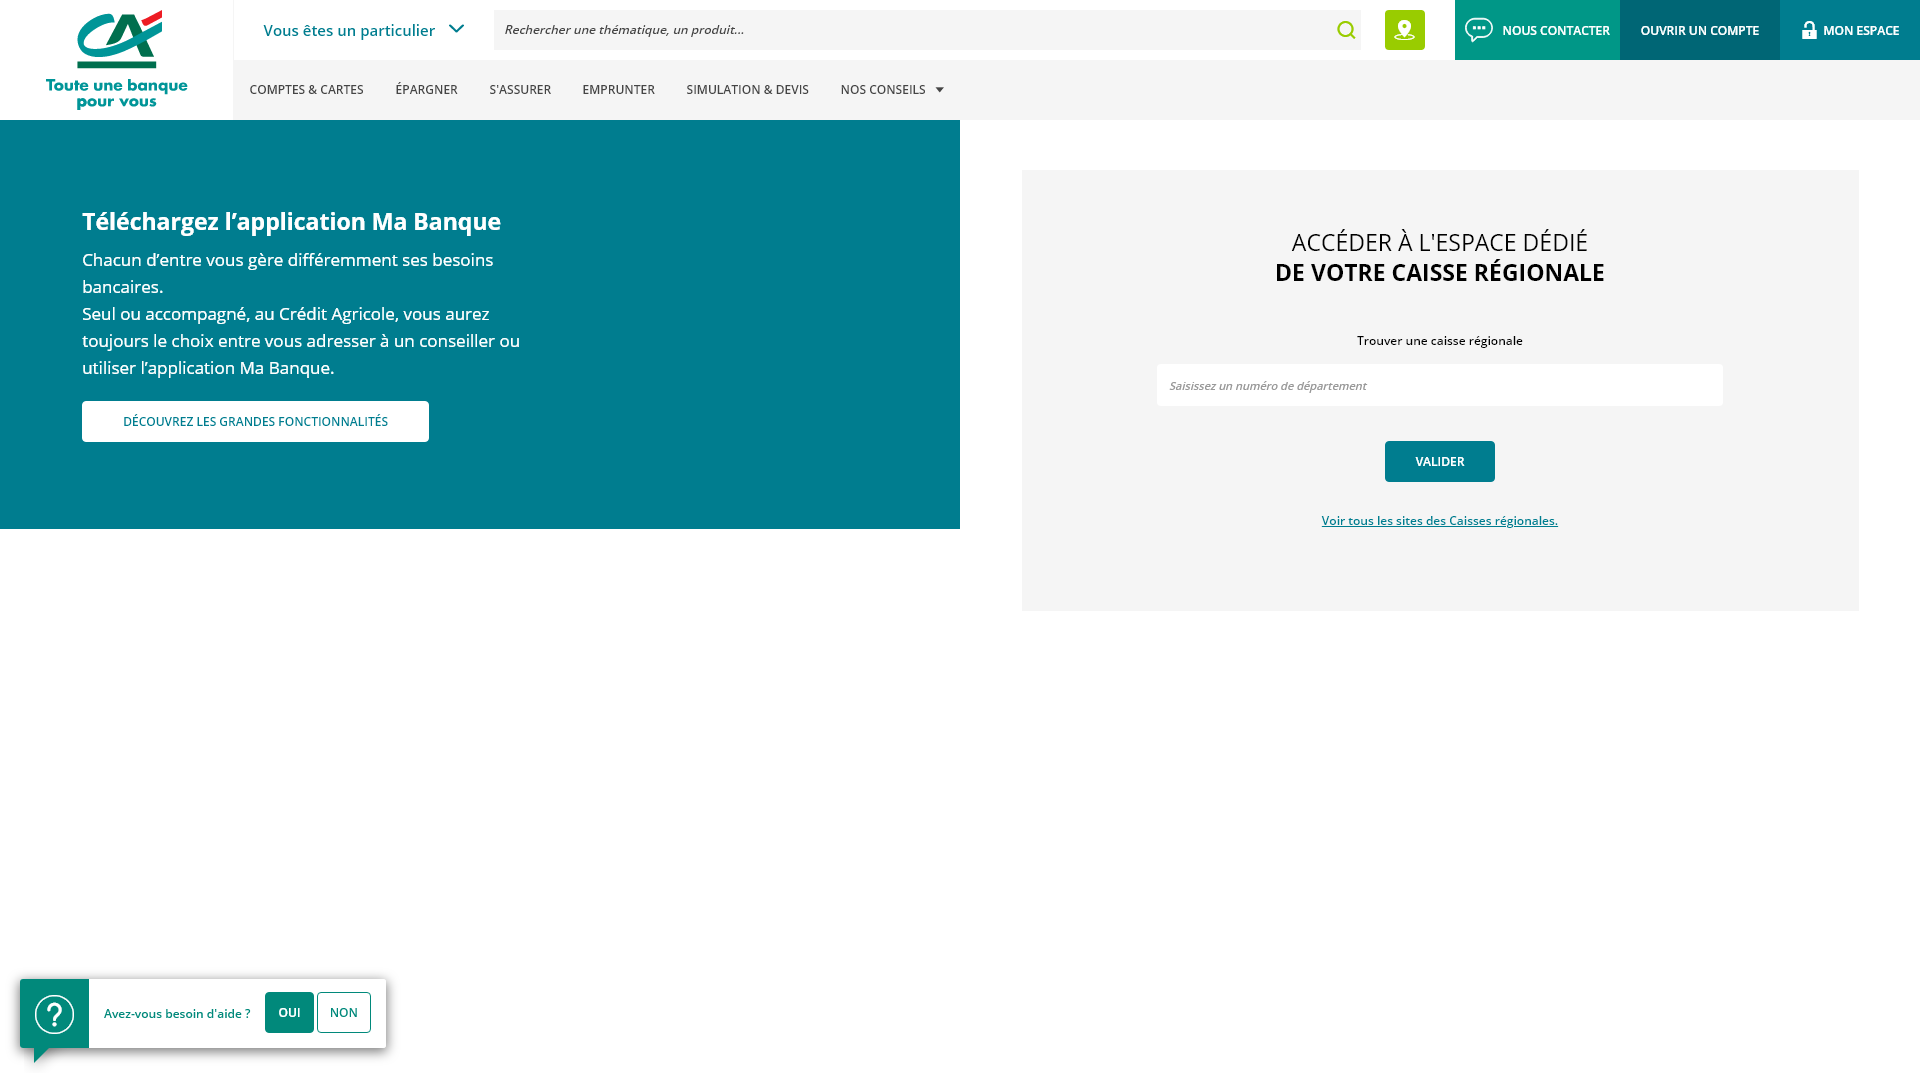 Toute une banque
pour vous
Vous êtes un particulier
Rechercher une thématique, un produit...
NOUS CONTACTER
OUVRIR UN COMPTE
MON ESPACE
COMPTES & CARTES
ÉPARGNER
S'ASSURER
EMPRUNTER
SIMULATION & DEVIS
NOS CONSEILS
Téléchargez l’application Ma Banque
Chacun d’entre vous gère différemment ses besoins
bancaires.
Seul ou accompagné, au Crédit Agricole, vous aurez
toujours le choix entre vous adresser à un conseiller ou
utiliser l’application Ma Banque.
DÉCOUVREZ LES GRANDES FONCTIONNALITÉS
ACCÉDER À L'ESPACE DÉDIÉ
DE VOTRE CAISSE RÉGIONALE
Trouver une caisse régionale
Saisissez un numéro de département
VALIDER
Voir tous les sites des Caisses régionales.
Avez-vous besoin d'aide ?
OUI
NON